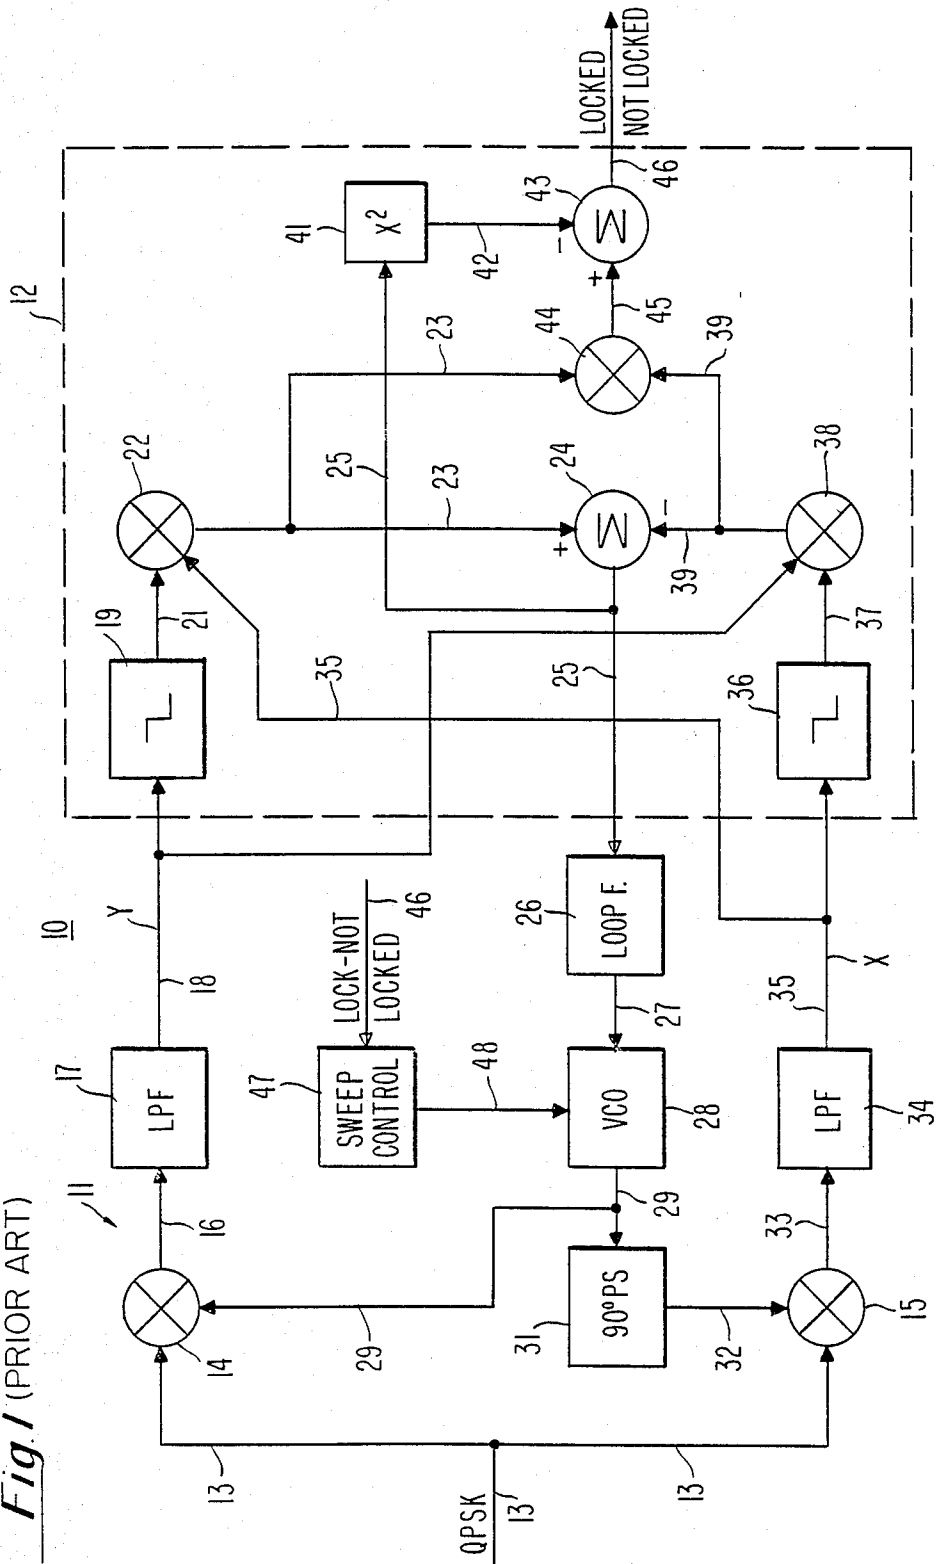 Fig. 1 (PRIOR ART)
10
11
12
QPSK
13
13
13
14
16
17
LPF
18
Y
19
21
22
23
23
24
Σ
+
-
25
25
26
LOOP F.
27
28
VCO
29
29
31
90° PS
32
15
33
34
LPF
35
X
35
36
37
38
39
39
41
X²
42
43
Σ
-
+
44
45
46
LOCKED
NOT LOCKED
LOCK-NOT
LOCKED
46
47
SWEEP
CONTROL
48